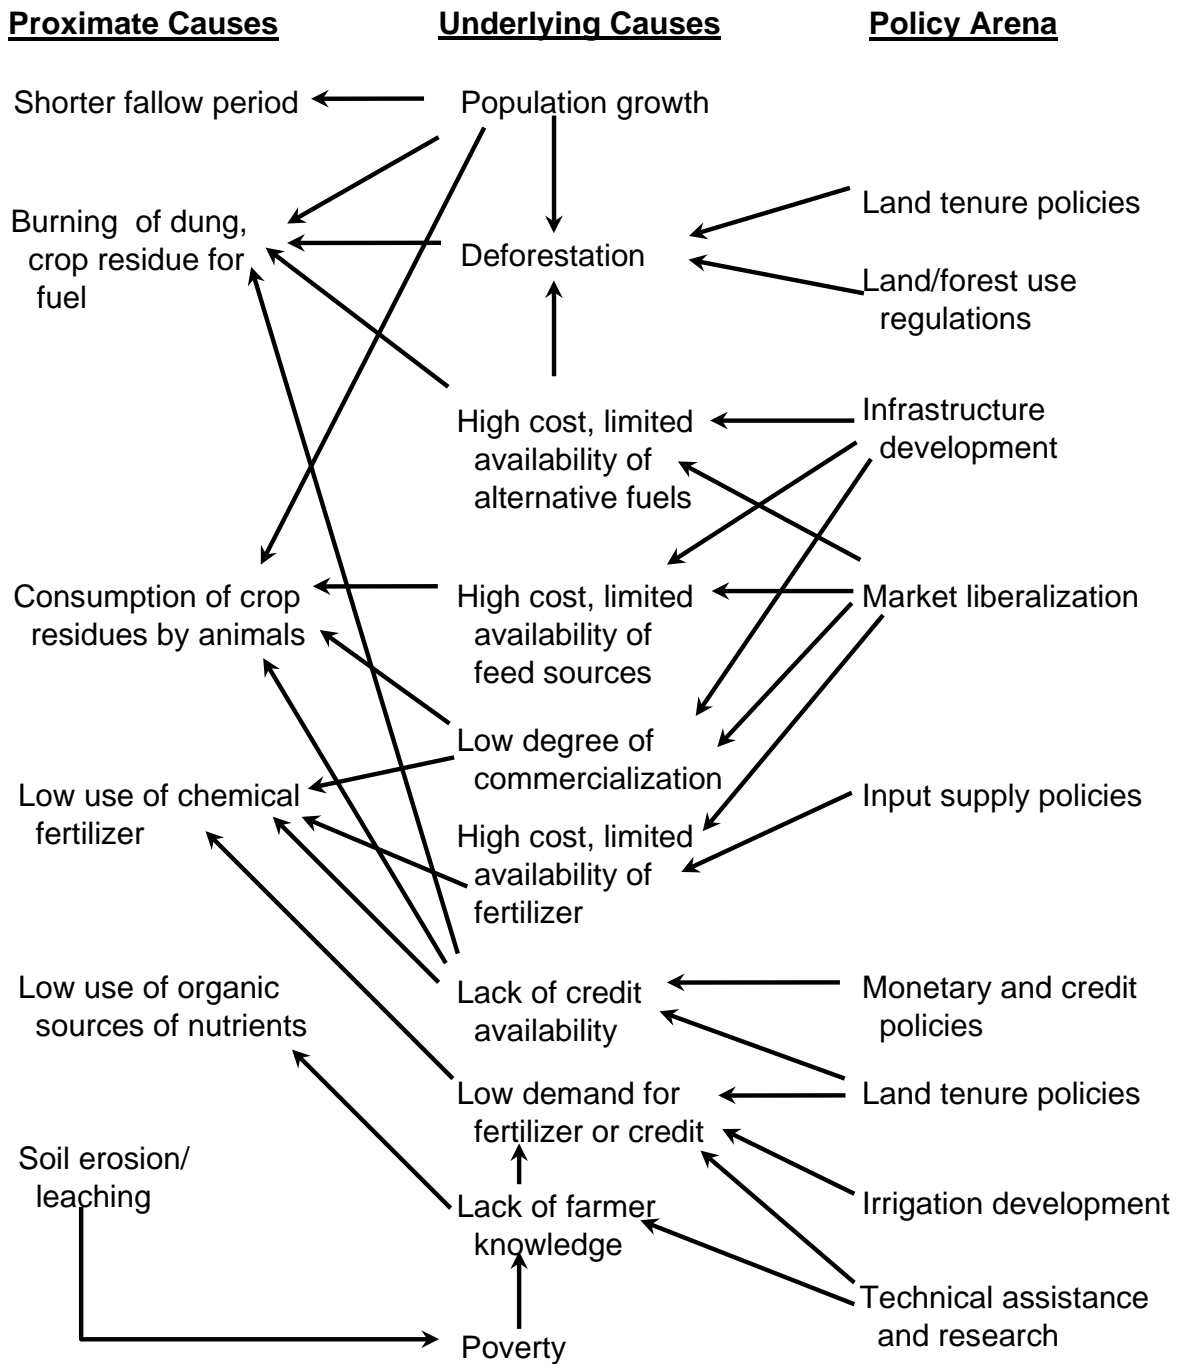 Proximate Causes
Underlying Causes
Policy Arena
Shorter fallow period
Population growth
Land tenure policies
Burning of dung,
crop residue for
fuel
Deforestation
Land/forest use
regulations
High cost, limited
availability of
alternative fuels
Infrastructure
development
Consumption of crop
residues by animals
High cost, limited
availability of
feed sources
Market liberalization
Low degree of
commercialization
Low use of chemical
fertilizer
Input supply policies
High cost, limited
availability of
fertilizer
Low use of organic
sources of nutrients
Lack of credit
availability
Monetary and credit
policies
Low demand for
fertilizer or credit
Land tenure policies
Soil erosion/
leaching
Lack of farmer
knowledge
Irrigation development
Poverty
Technical assistance
and research